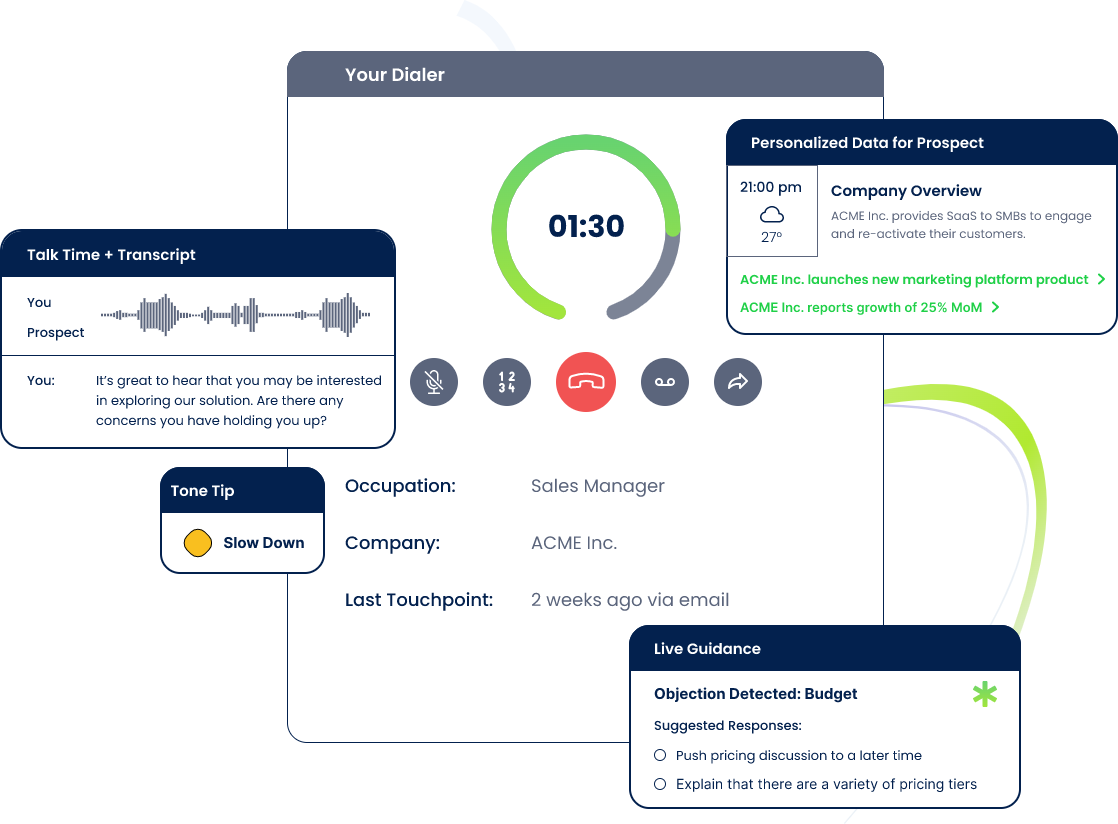 Your Dialer
01:30
1 2
3 4
Personalized Data for Prospect
21:00 pm
27°
Company Overview
ACME Inc. provides SaaS to SMBs to engage
and re-activate their customers.
ACME Inc. launches new marketing platform product
ACME Inc. reports growth of 25% MoM
Talk Time + Transcript
You
Prospect
You:
It’s great to hear that you may be interested
in exploring our solution. Are there any
concerns you have holding you up?
Tone Tip
Slow Down
Occupation: Sales Manager
Company: ACME Inc.
Last Touchpoint: 2 weeks ago via email
Live Guidance
Objection Detected: Budget
Suggested Responses:
Push pricing discussion to a later time
Explain that there are a variety of pricing tiers